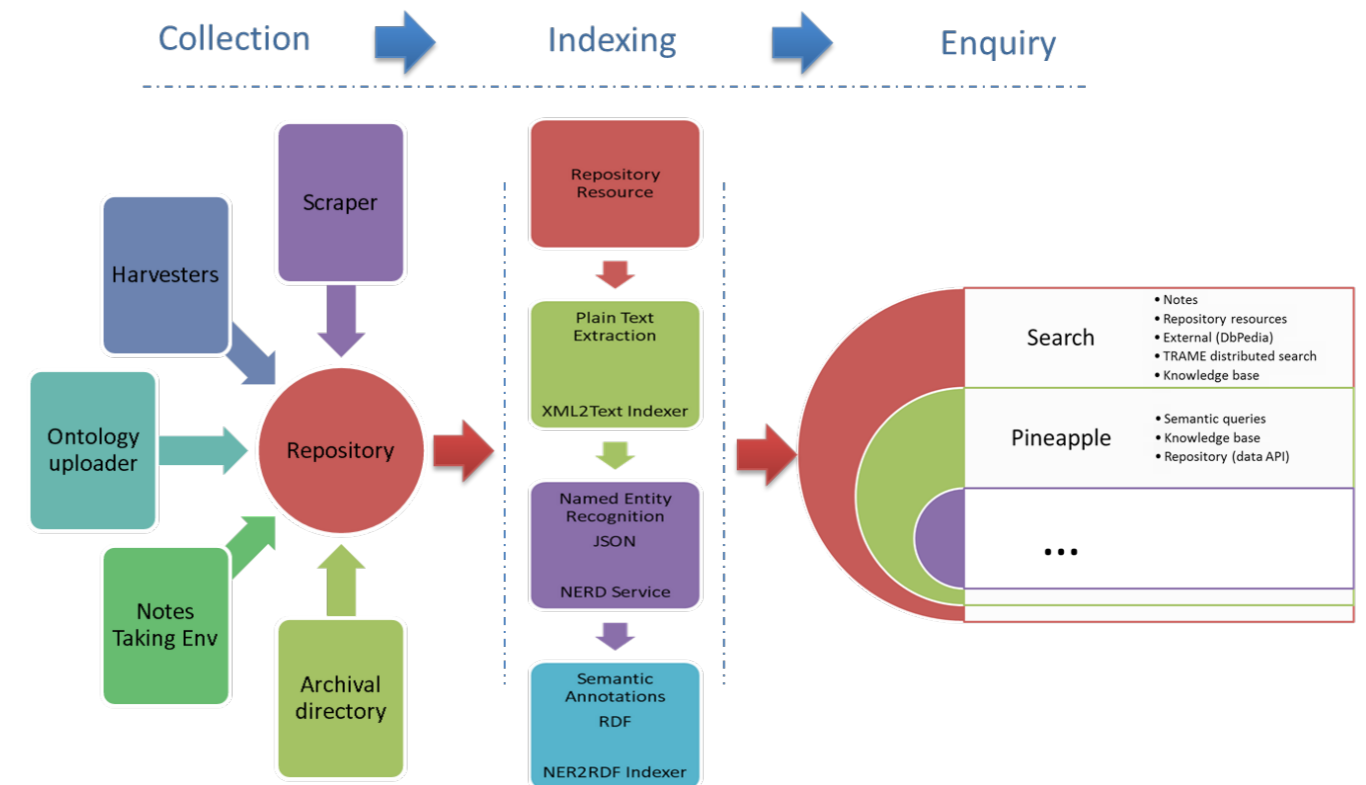 Collection
Indexing
Enquiry
Scraper
Harvesters
Ontology
uploader
Notes
Taking Env
Archival
directory
Repository
Repository
Resource
Plain Text
Extraction
XML2Text Indexer
Named Entity
Recognition
JSON
NERD Service
Semantic
Annotations
RDF
NER2RDF Indexer
Search
• Notes
• Repository resources
• External (DbPedia)
• TRAME distributed search
• Knowledge base
Pineapple
• Semantic queries
• Knowledge base
• Repository (data API)
...